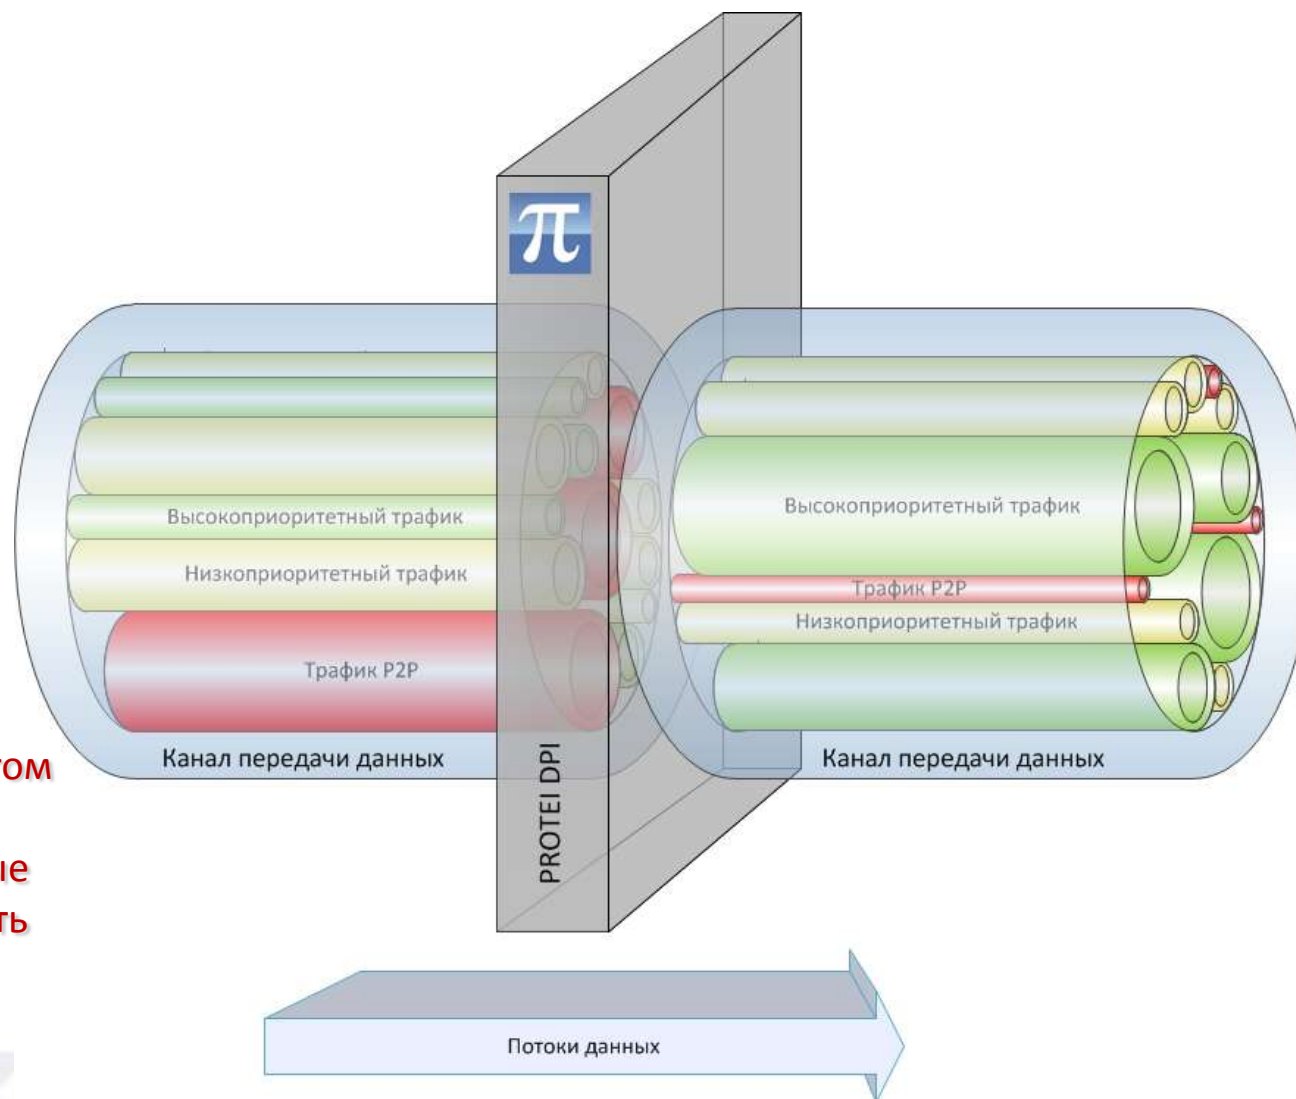 π
Высокоприоритетный трафик
Низкоприоритетный трафик
Трафик P2P
Канал передачи данных
PROTEI DPI
Высокоприоритетный трафик
Трафик P2P
Низкоприоритетный трафик
Канал передачи данных
Потоки данных